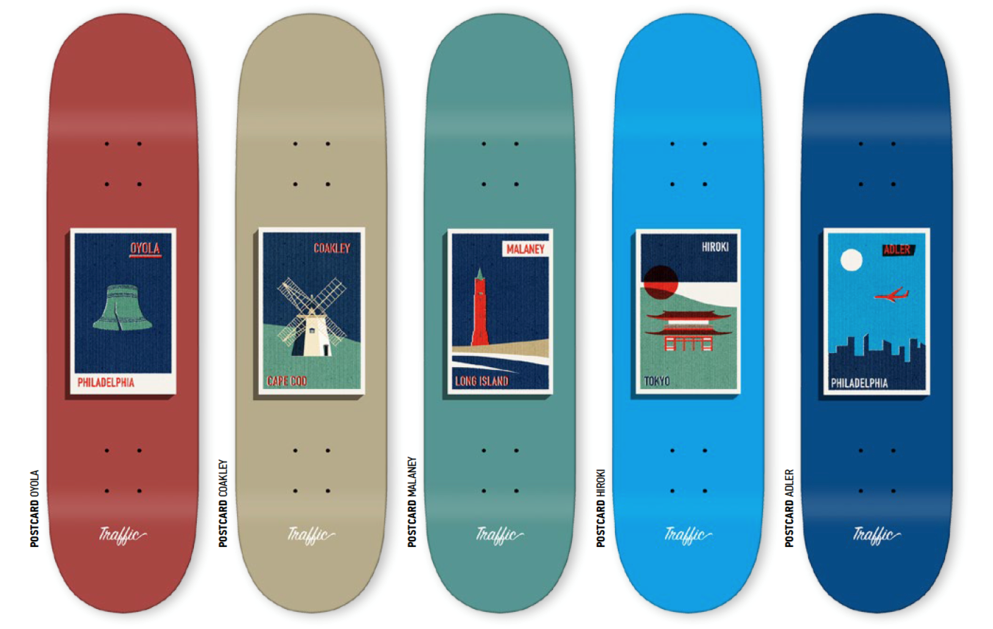 POSTCARD OYOLA
OYOLA
PHILADELPHIA
Traffic
POSTCARD COAKLEY
COAKLEY
CAPE COD
Traffic
POSTCARD MALANEY
MALANEY
LONG ISLAND
Traffic
POSTCARD HIROKI
HIROKI
TOKYO
Traffic
POSTCARD ADLER
ADLER
PHILADELPHIA
Traffic